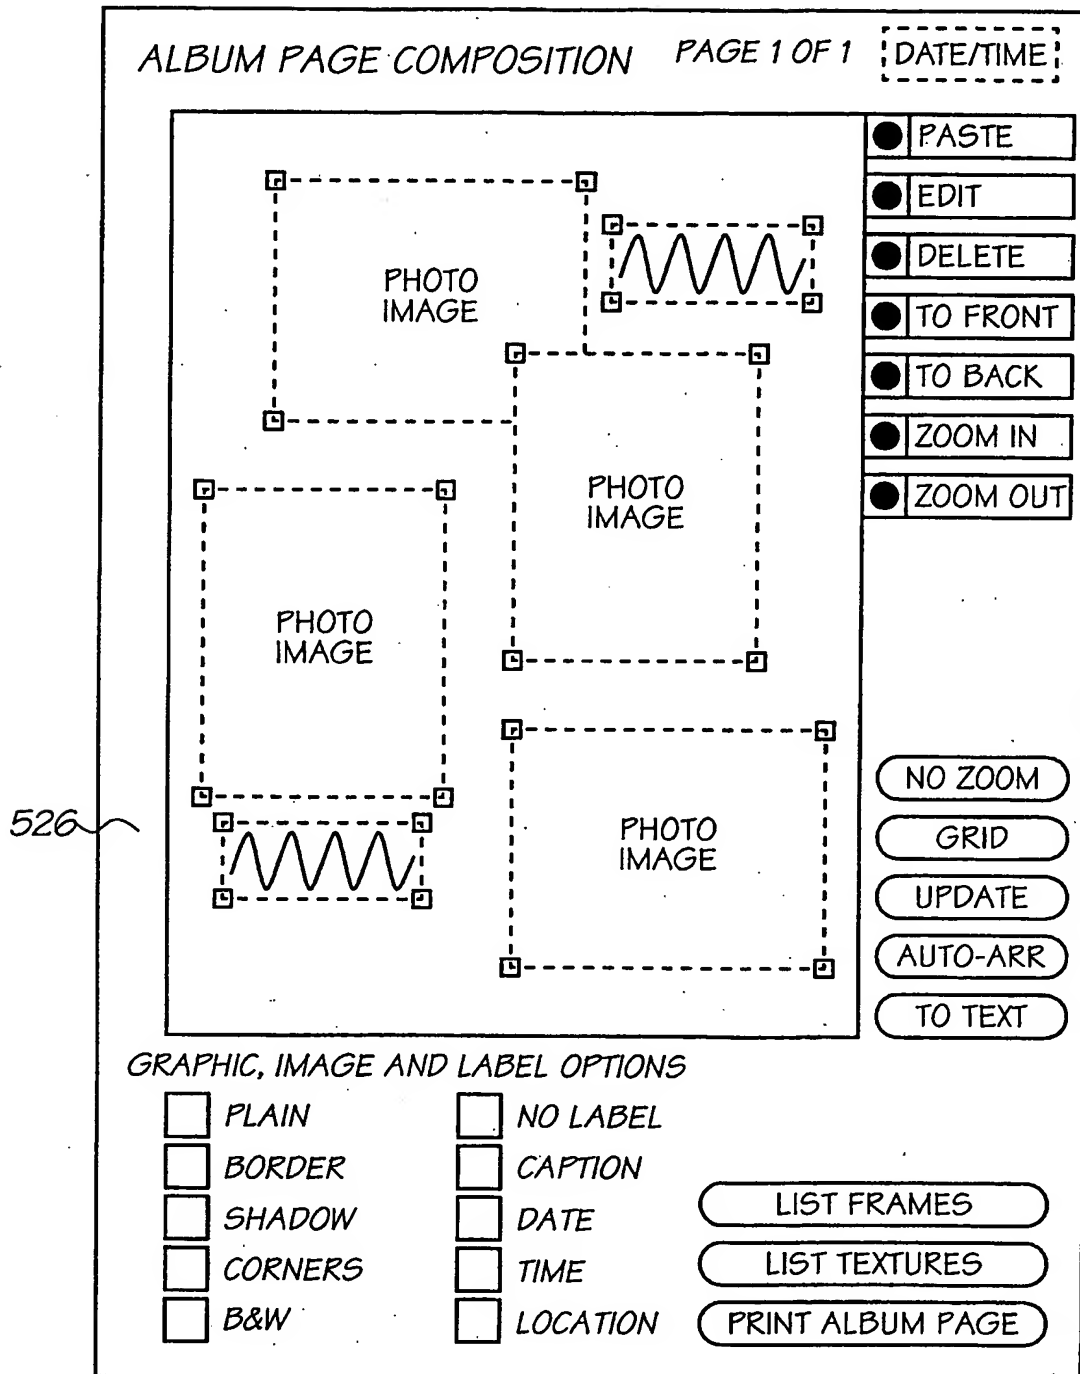 ALBUM PAGE COMPOSITION
PAGE 1 OF 1
DATE/TIME
PASTE
EDIT
DELETE
TO FRONT
TO BACK
ZOOM IN
ZOOM OUT
PHOTO
IMAGE
PHOTO
IMAGE
PHOTO
IMAGE
PHOTO
IMAGE
526
NO ZOOM
GRID
UPDATE
AUTO-ARR
TO TEXT
GRAPHIC, IMAGE AND LABEL OPTIONS
PLAIN
BORDER
SHADOW
CORNERS
B&W
NO LABEL
CAPTION
DATE
TIME
LOCATION
LIST FRAMES
LIST TEXTURES
PRINT ALBUM PAGE